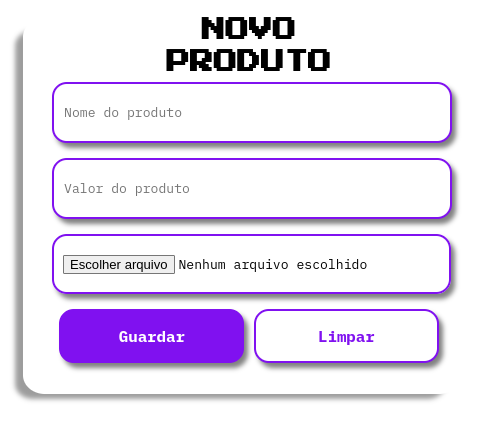 NOVO
PRODUTO
Nome do produto
Valor do produto
Escolher arquivo Nenhum arquivo escolhido
Guardar Limpar